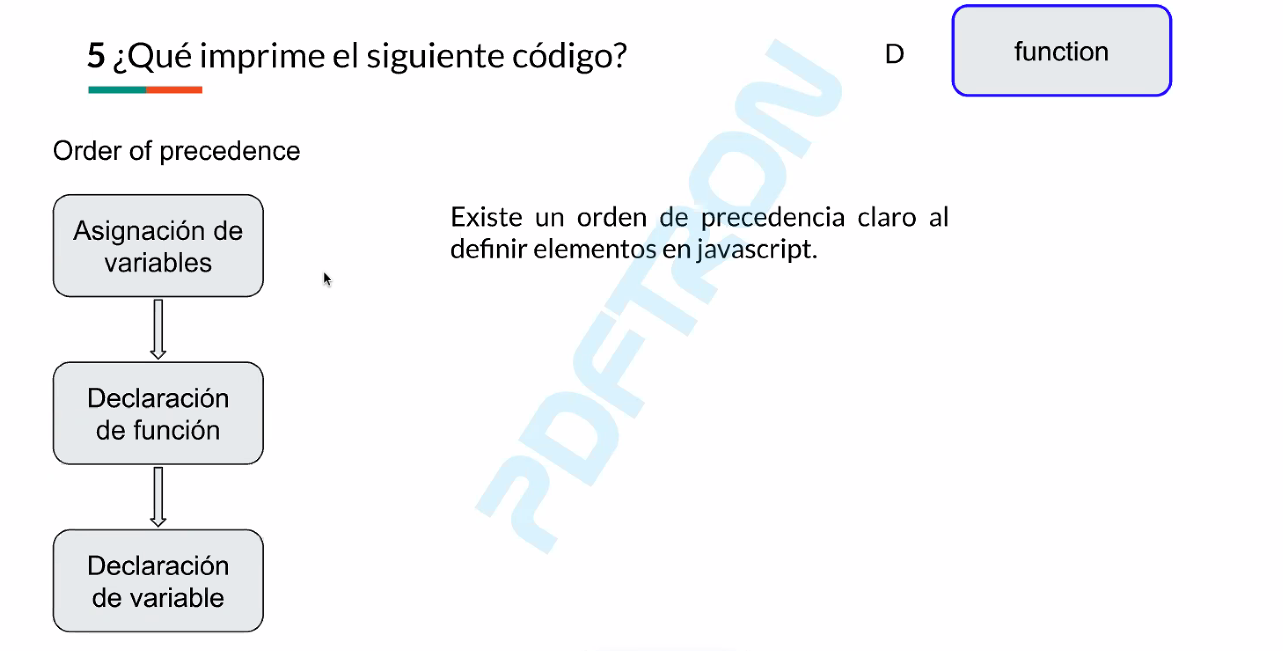 5 ¿Qué imprime el siguiente código?
D
function
Order of precedence
Asignación de
variables
Existe un orden de precedencia claro al
definir elementos en javascript.
Declaración
de función
Declaración
de variable
PDFTRON